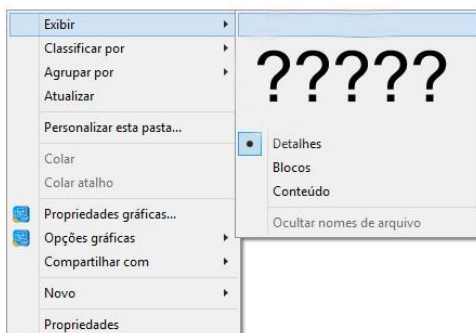 Exibir
Classificar por
Agrupar por
Atualizar
Personalizar esta pasta...
Colar
Colar atalho
Propriedades gráficas...
Opções gráficas
Compartilhar com
Novo
Propriedades
?????
Detalhes
Blocos
Conteúdo
Ocultar nomes de arquivo